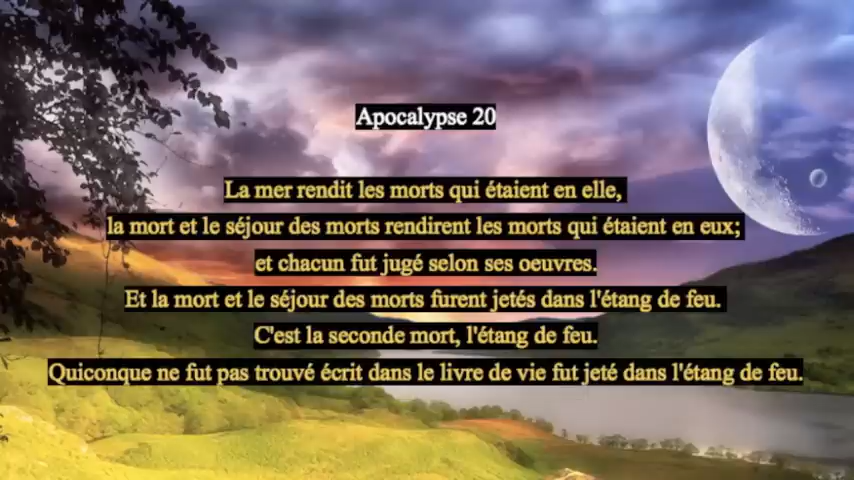 Apocalypse 20
La mer rendit les morts qui étaient en elle,
la mort et le séjour des morts rendirent les morts qui étaient en eux;
et chacun fut jugé selon ses oeuvres.
Et la mort et le séjour des morts furent jetés dans l'étang de feu.
C'est la seconde mort, l'étang de feu.
Quiconque ne fut pas trouvé écrit dans le livre de vie fut jeté dans l'étang de feu.